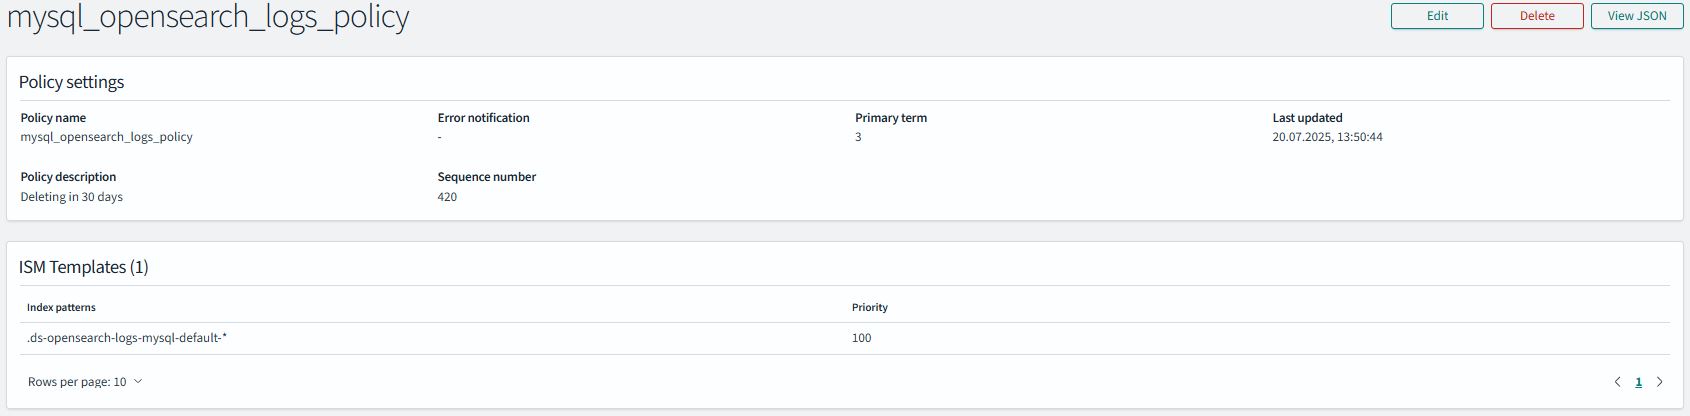 mysql_opensearch_logs_policy
Edit
Delete
View JSON
Policy settings
Policy name
Error notification
Primary term
Last updated
mysql_opensearch_logs_policy
-
3
20.07.2025, 13:50:44
Policy description
Sequence number
Deleting in 30 days
420
ISM Templates (1)
Index patterns
Priority
.ds-opensearch-logs-mysql-default-*
100
Rows per page: 10
1